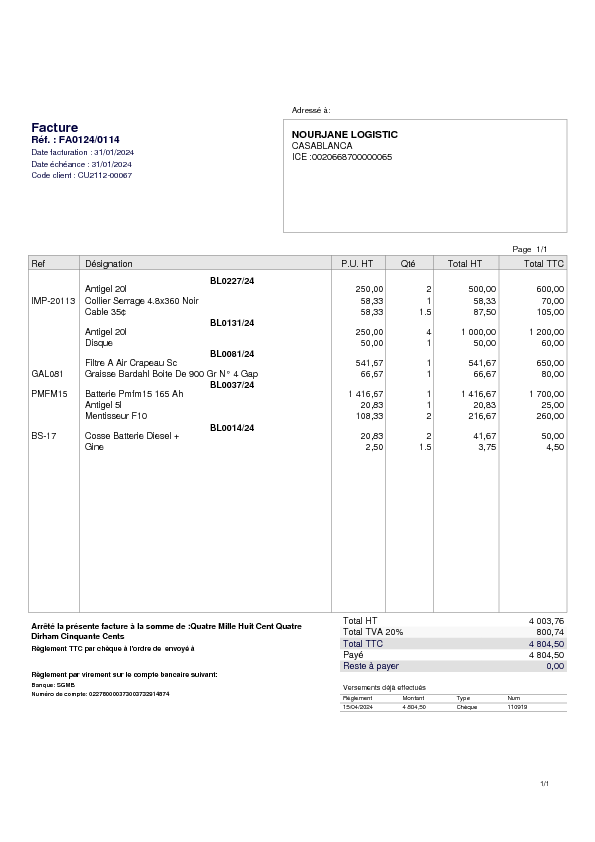 Adressé à:
Facture
Réf. : FA0124/0114
Date facturation : 31/01/2024
Date échéance : 31/01/2024
Code client : CU2112-00067
NOURJANE LOGISTIC
CASABLANCA
ICE :0020668700000065
Page 1/1
Ref Désignation P.U. HT Qté Total HT Total TTC
BL0227/24
Antigel 20l 250,00 2 500,00 600,00
IMP-20113 Collier Serrage 4.8x360 Noir 58,33 1 58,33 70,00
Cable 35¢ 58,33 1.5 87,50 105,00
BL0131/24
Antigel 20l 250,00 4 1 000,00 1 200,00
Disque 50,00 1 50,00 60,00
BL0081/24
Filtre A Air Crapeau Sc 541,67 1 541,67 650,00
GAL081 Graisse Bardahl Boite De 900 Gr N° 4 Gap 66,67 1 66,67 80,00
BL0037/24
PMFM15 Batterie Pmfm15 165 Ah 1 416,67 1 1 416,67 1 700,00
Antigel 5l 20,83 1 20,83 25,00
Mentisseur F10 108,33 2 216,67 260,00
BL0014/24
BS-17 Cosse Batterie Diesel + 20,83 2 41,67 50,00
Gine 2,50 1.5 3,75 4,50
Arrêté la présente facture à la somme de :Quatre Mille Huit Cent Quatre
Dirham Cinquante Cents
Règlement TTC par chèque à l'ordre de envoyé à
Règlement par virement sur le compte bancaire suivant:
Banque: SGMB
Numéro de compte:
Total HT 4 003,76
Total TVA 20% 800,74
Total TTC 4 804,50
Payé 4 804,50
Reste à payer 0,00
Versements déjà effectués
Règlement Montant Type Num
15/04/2024 4 804,50 Chèque 110919
1/1